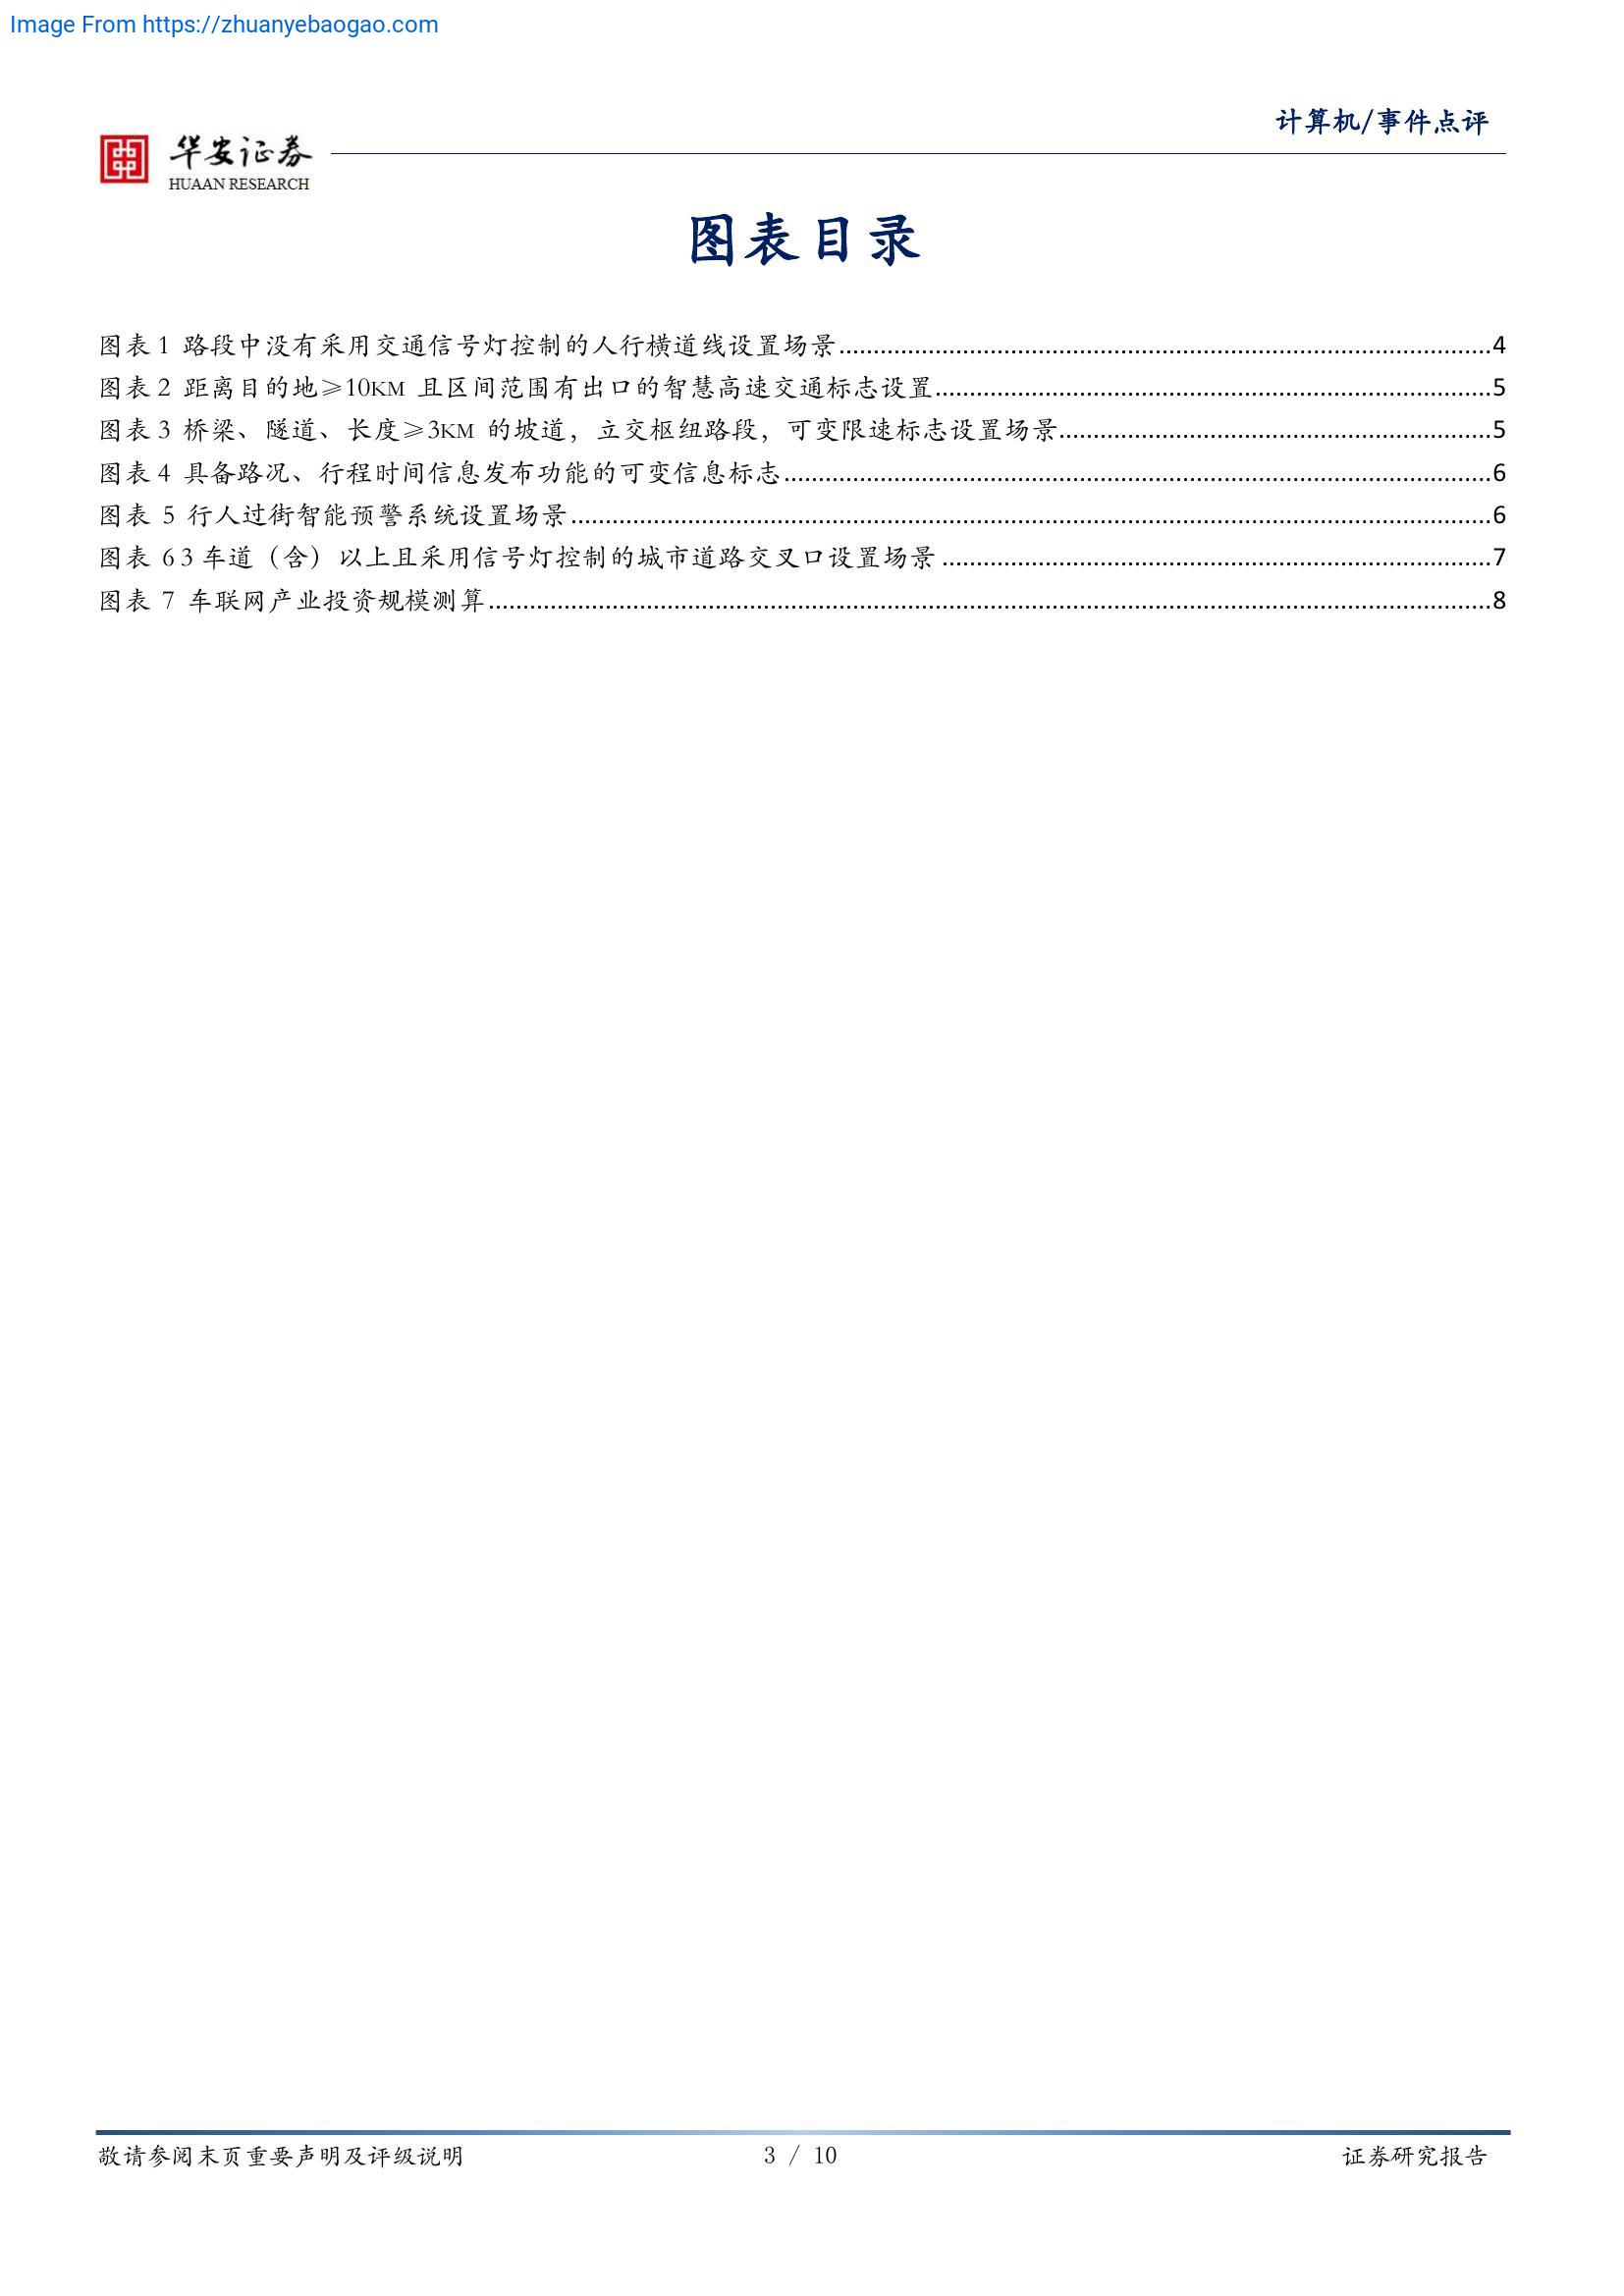 Image From https://zhuanyebaogao.com
计算机/事件点评
华安证券
HUAAN RESEARCH
图表目录
图表 1 路段中没有采用交通信号灯控制的人行横道线设置场景........................................4
图表 2 距离目的地≥10KM 且区间范围有出口的智慧高速交通标志设置........................................5
图表 3 桥梁、隧道、长度≥3KM 的坡道，立交枢纽路段，可变限速标志设置场景........................................5
图表 4 具备路况、行程时间信息发布功能的可变信息标志........................................6
图表 5 行人过街智能预警系统设置场景........................................6
图表 6 3 车道（含）以上且采用信号灯控制的城市道路交叉口设置场景........................................7
图表 7 车联网产业投资规模测算........................................8
敬请参阅末页重要声明及评级说明
3 / 10
证券研究报告